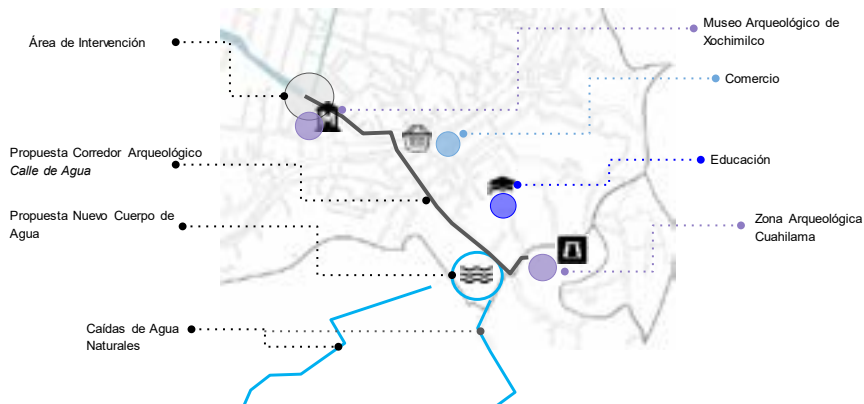 Área de Intervención
Propuesta Corredor Arqueológico
Calle de Agua
Propuesta Nuevo Cuerpo de
Agua
Caídas de Agua
Naturales
Museo Arqueológico de
Xochimilco
Comercio
Educación
Zona Arqueológica
Cuahilama